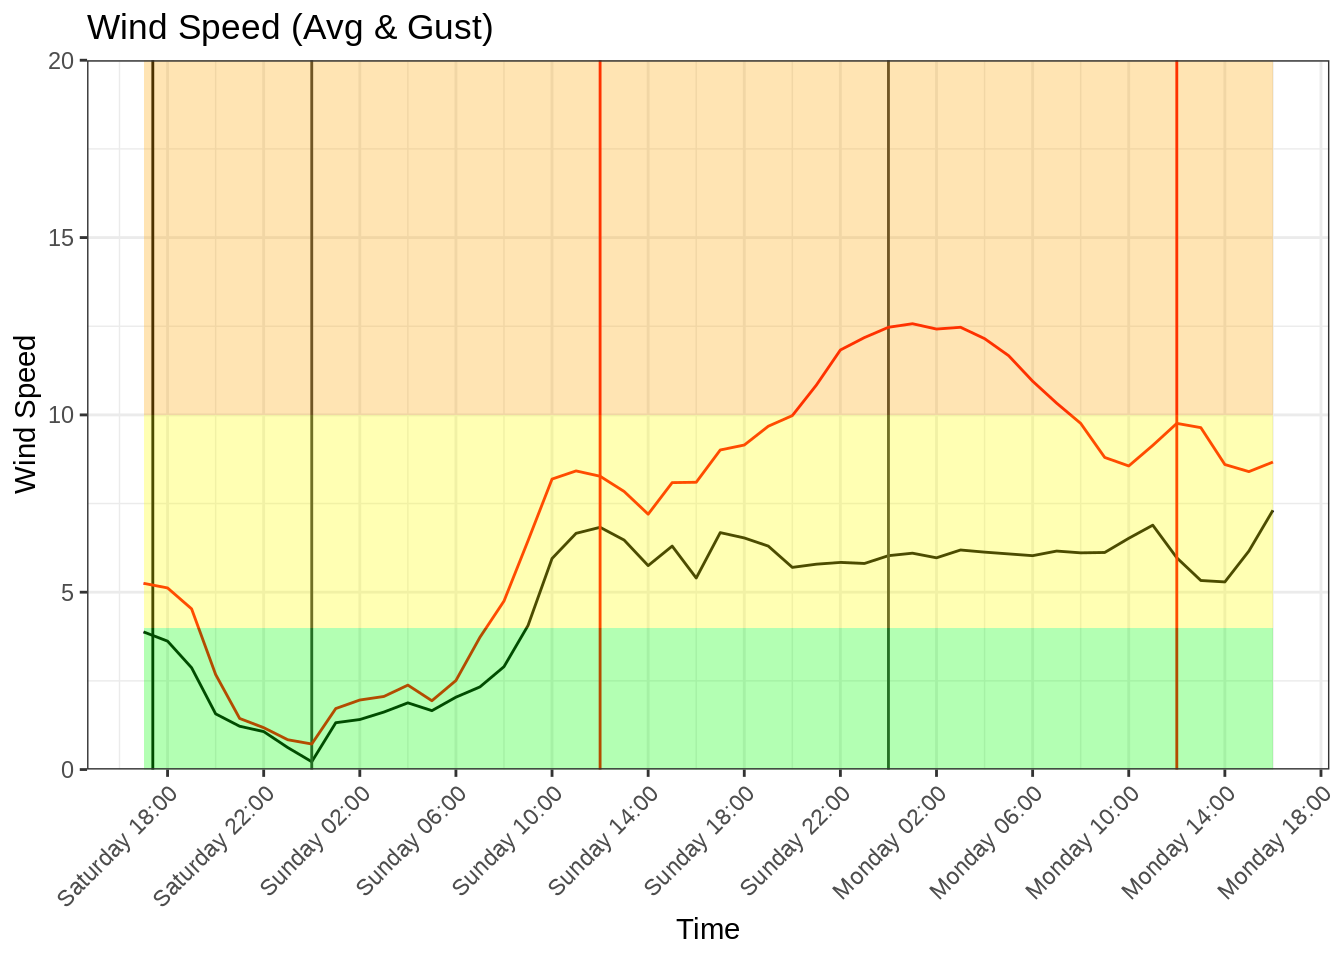 Wind Speed (Avg & Gust)
20
15
10
5
0
Wind Speed
Saturday 18:00
Saturday 22:00
Sunday 02:00
Sunday 06:00
Sunday 10:00
Sunday 14:00
Sunday 18:00
Sunday 22:00
Monday 02:00
Monday 06:00
Monday 10:00
Monday 14:00
Monday 18:00
Time